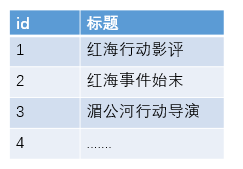 id 标题
1 红海行动影评
2 红海事件始末
3 湄公河行动导演
4 .......